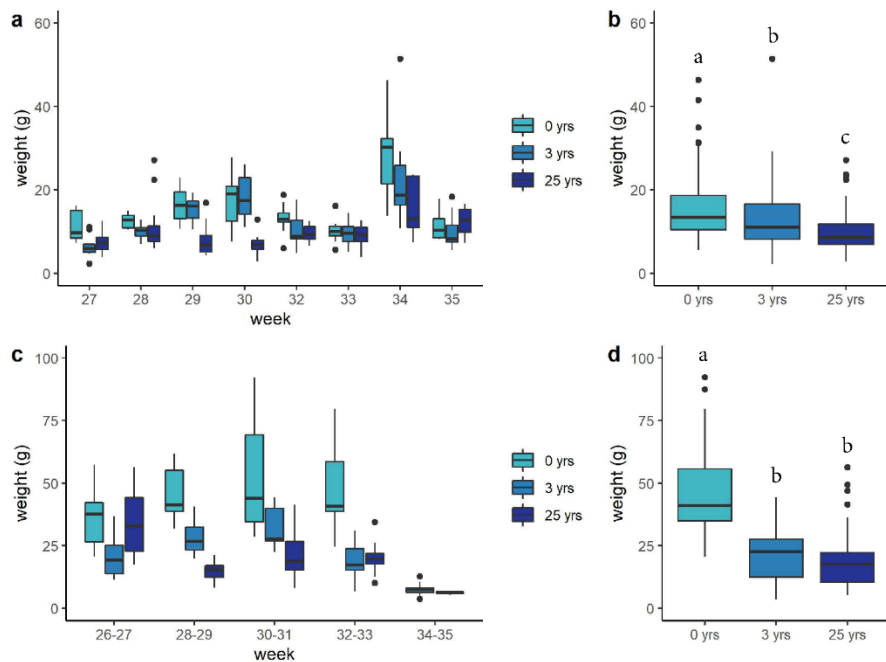 a
60
40
20
0
weight (g)
27 28 29 30 32 33 34 35
week
0 yrs
3 yrs
25 yrs
b
60
40
20
0
weight (g)
a
b
c
0 yrs 3 yrs 25 yrs
c
100
75
50
25
0
weight (g)
26-27 28-29 30-31 32-33 34-35
week
0 yrs
3 yrs
25 yrs
d
100
75
50
25
0
weight (g)
a
b
b
0 yrs 3 yrs 25 yrs